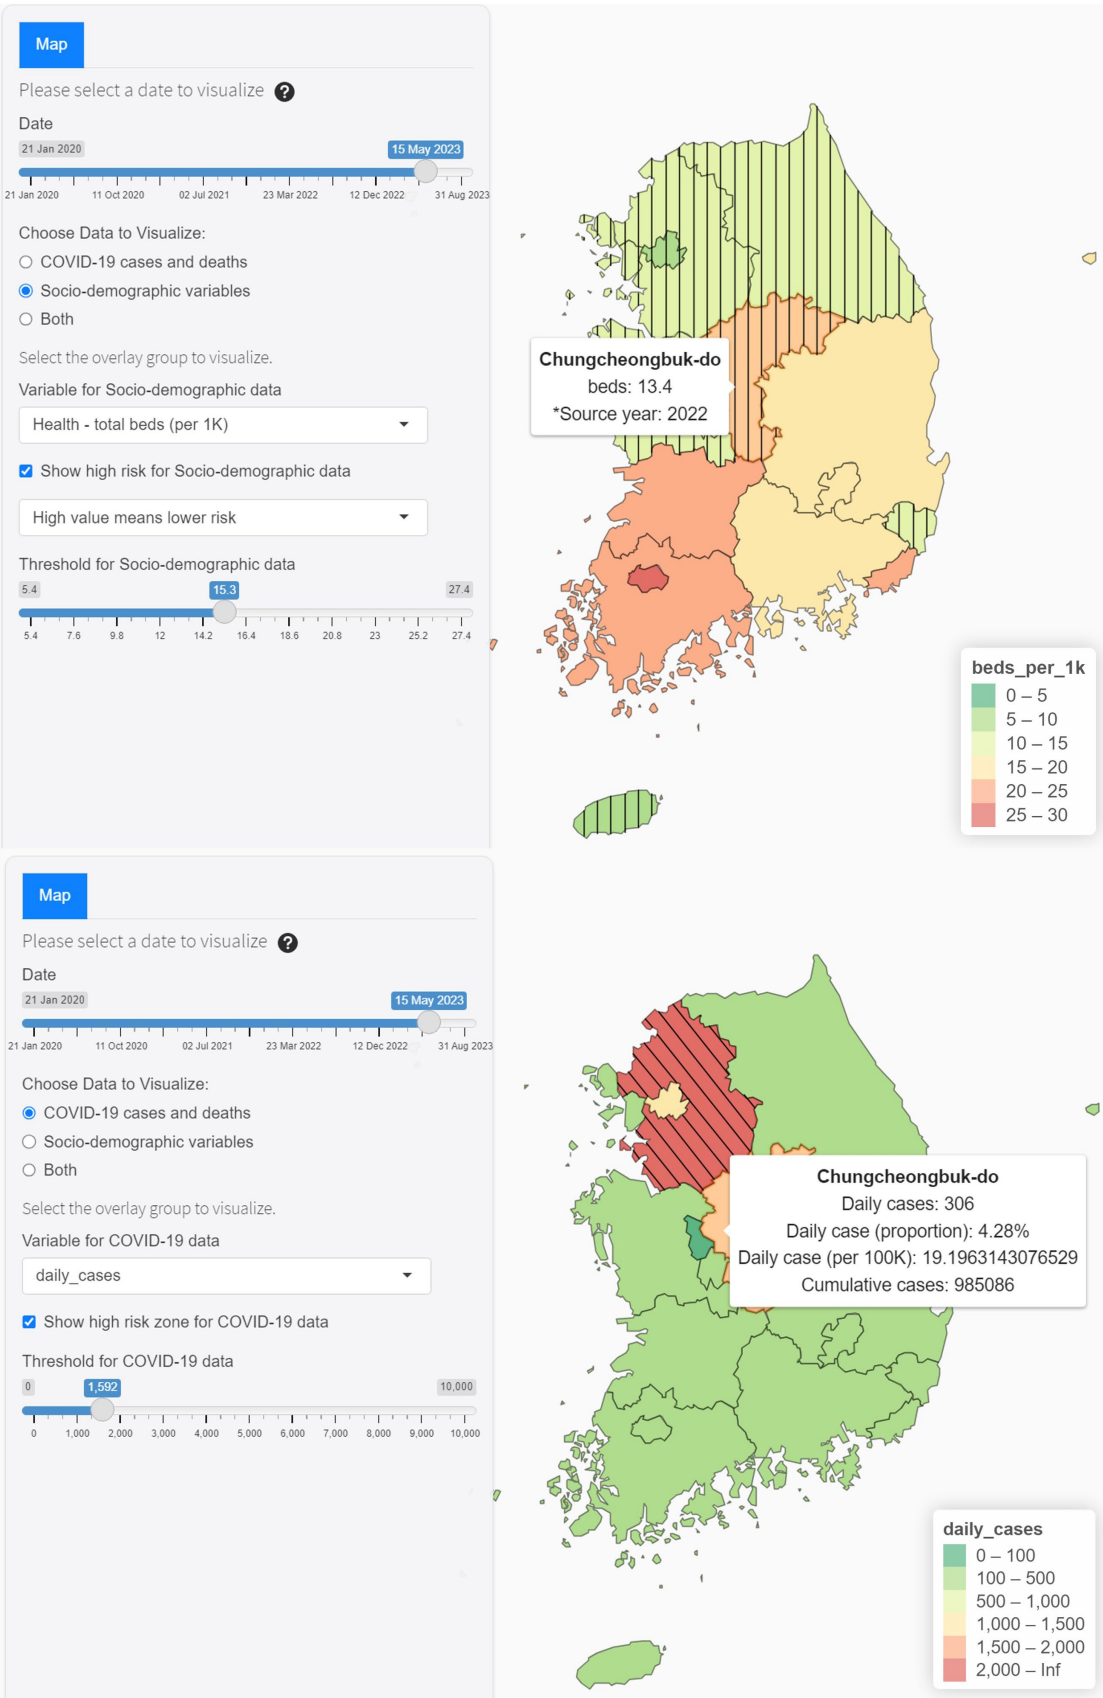 Map
Please select a date to visualize ?
Date
21 Jan 2020 15 May 2023
21 Jan 2020 11 Oct 2020 02 Jul 2021 23 Mar 2022 12 Dec 2022 31 Aug 2023
Choose Data to Visualize:
COVID-19 cases and deaths
Socio-demographic variables
Both
Select the overlay group to visualize.
Variable for Socio-demographic data
Health - total beds (per 1K)
Show high risk for Socio-demographic data
High value means lower risk
Threshold for Socio-demographic data
5.4 15.3 27.4
5.4 7.6 9.8 12 14.2 16.4 18.6 20.8 23 25.2 27.4
Chungcheongbuk-do
beds: 13.4
*Source year: 2022
beds_per_1k
0 – 5
5 – 10
10 – 15
15 – 20
20 – 25
25 – 30
Map
Please select a date to visualize ?
Date
21 Jan 2020 15 May 2023
21 Jan 2020 11 Oct 2020 02 Jul 2021 23 Mar 2022 12 Dec 2022 31 Aug 2023
Choose Data to Visualize:
COVID-19 cases and deaths
Socio-demographic variables
Both
Select the overlay group to visualize.
Variable for COVID-19 data
daily_cases
Show high risk zone for COVID-19 data
Threshold for COVID-19 data
0 1,592 10,000
0 1,000 2,000 3,000 4,000 5,000 6,000 7,000 8,000 9,000 10,000
Chungcheongbuk-do
Daily cases: 306
Daily case (proportion): 4.28%
Daily case (per 100K): 19.1963143076529
Cumulative cases: 985086
daily_cases
0 – 100
100 – 500
500 – 1,000
1,000 – 1,500
1,500 – 2,000
2,000 – Inf